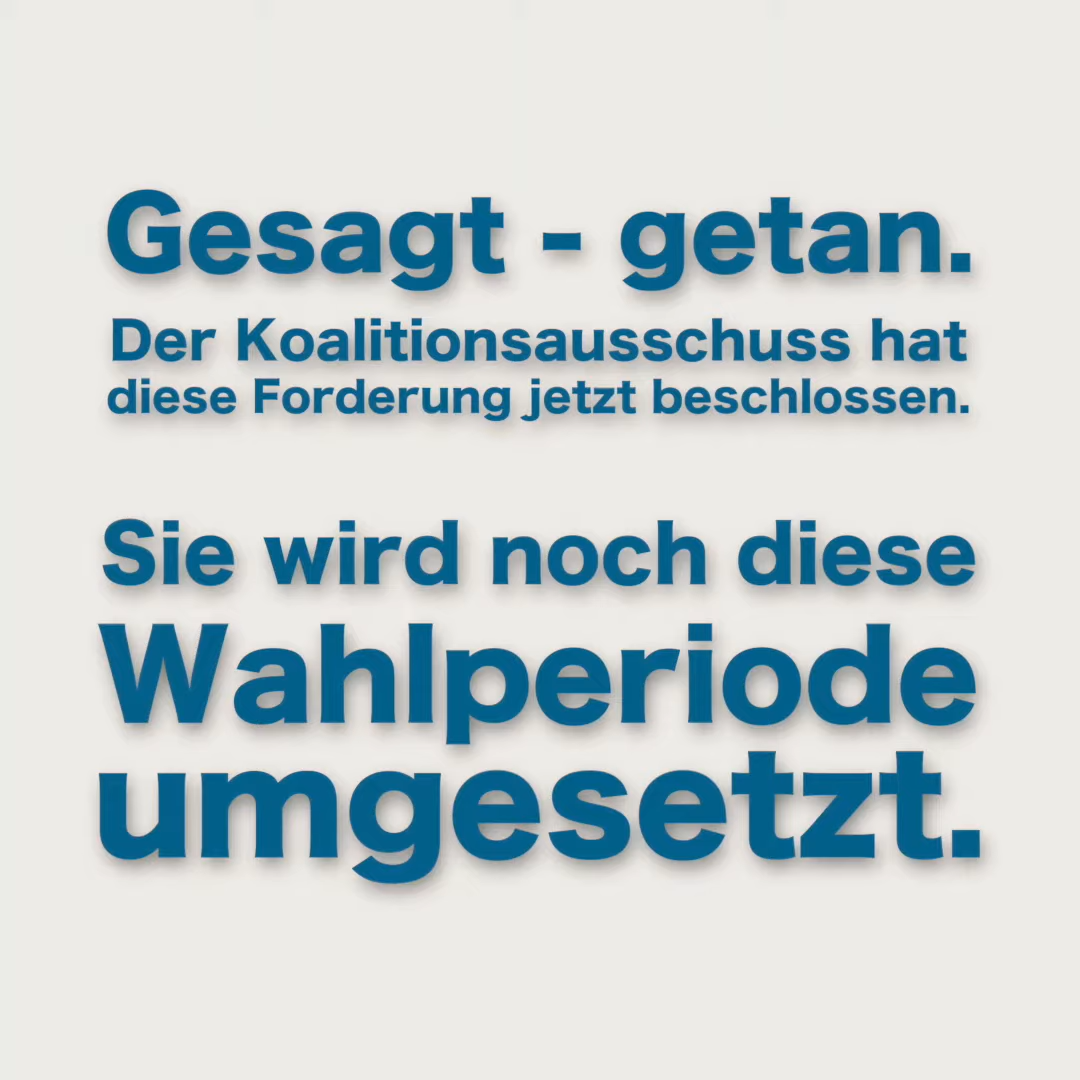 Gesagt - getan.
Der Koalitionsausschuss hat
diese Forderung jetzt beschlossen.
Sie wird noch diese
Wahlperiode
umgesetzt.